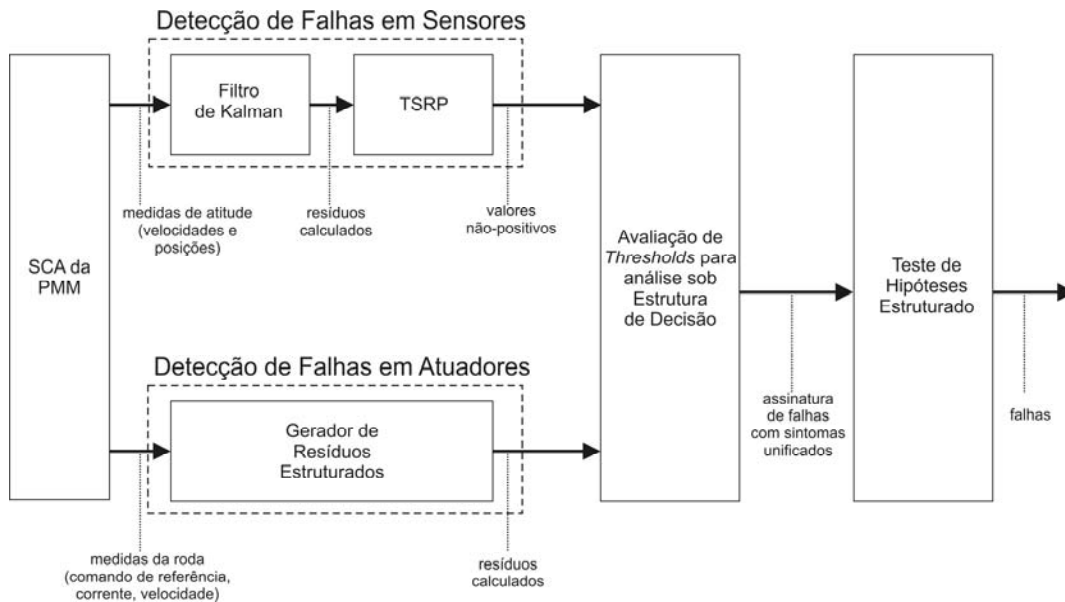 Detecção de Falhas em Sensores
Filtro
de Kalman
TSRP
medidas de atitude
(velocidades e
posições)
resíduos
calculados
valores
não-positivos
SCA da
PMM
Avaliação de
Thresholds para
análise sob
Estrutura
de Decisão
Teste de
Hipóteses
Estruturado
Detecção de Falhas em Atuadores
Gerador de
Resíduos
Estruturados
assinatura
de falhas
com sintomas
unificados
falhas
medidas da roda
(comando de referência,
corrente, velocidade)
resíduos
calculados